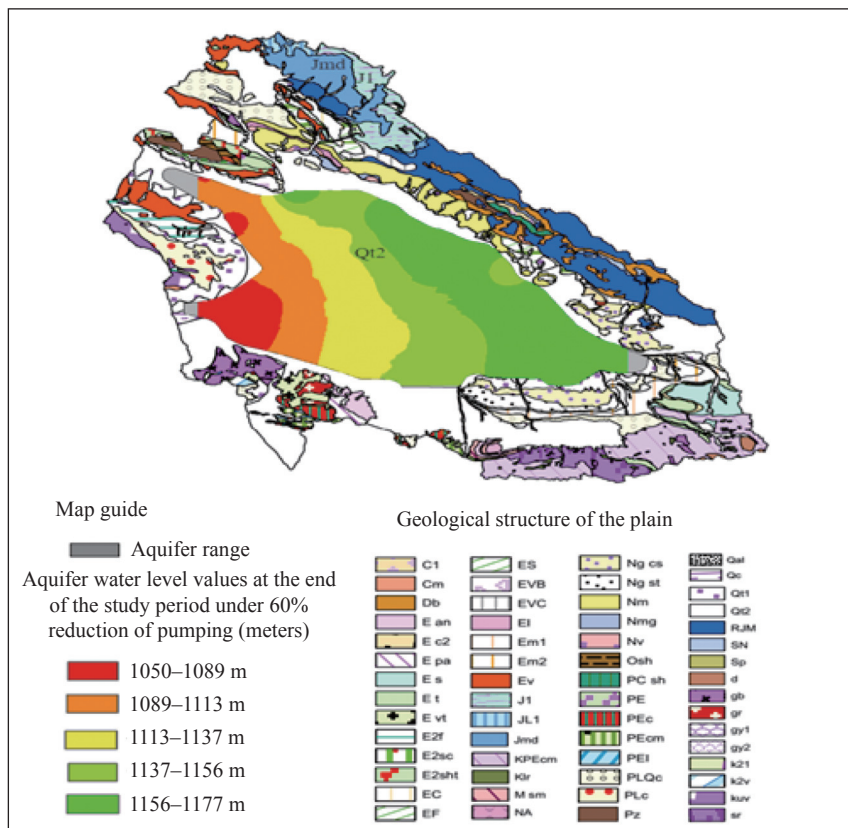 Jmd
J1
Qt2
Map guide
Aquifer range
Aquifer water level values at the end
of the study period under 60%
reduction of pumping (meters)
1050–1089 m
1089–1113 m
1113–1137 m
1137–1156 m
1156–1177 m
Geological structure of the plain
C1
Cm
Db
E an
E c2
E pa
E s
E t
E vt
E2f
E2sc
E2sht
EC
EF
ES
EVB
EVC
EI
Em1
Em2
Ev
J1
JL1
Jmd
KPEcm
Klr
M sm
NA
Ng cs
Ng st
Nm
Nmg
Nv
Osh
PC sh
PE
PEc
PEcm
PEI
PLQc
PLc
Pz
Qal
Qc
Qt1
Qt2
RJM
SN
Sp
d
gb
gr
gy1
gy2
k21
k2v
kuv
sr